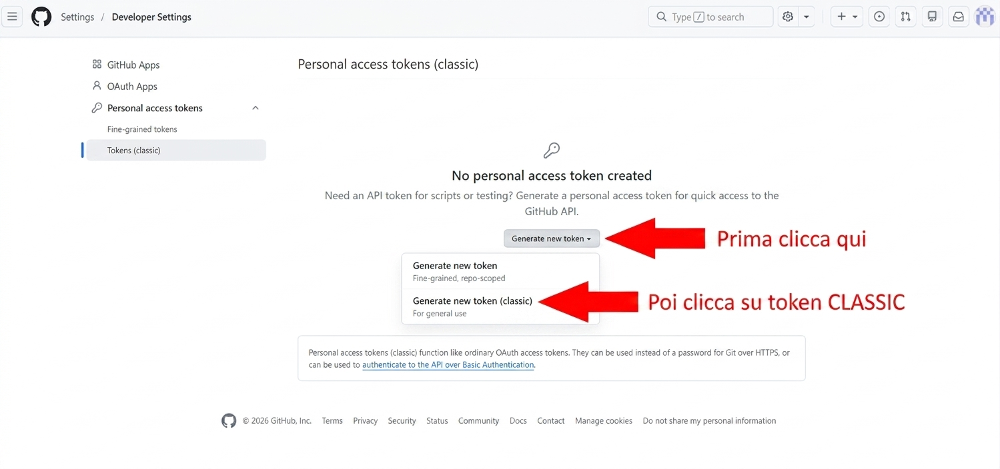 Settings / Developer Settings
Type / to search
GitHub Apps
OAuth Apps
Personal access tokens
Fine-grained tokens
Tokens (classic)
Personal access tokens (classic)
No personal access token created
Need an API token for scripts or testing? Generate a personal access token for quick access to the
GitHub API.
Generate new token
Prima clicca qui
Generate new token
Fine-grained, repo-scoped
Generate new token (classic)
For general use
Poi clicca su token CLASSIC
Personal access tokens (classic) function like ordinary OAuth access tokens. They can be used instead of a password for Git over HTTPS, or
can be used to authenticate to the API over Basic Authentication.
© 2026 GitHub, Inc. Terms Privacy Security Status Community Docs Contact Manage cookies Do not share my personal information